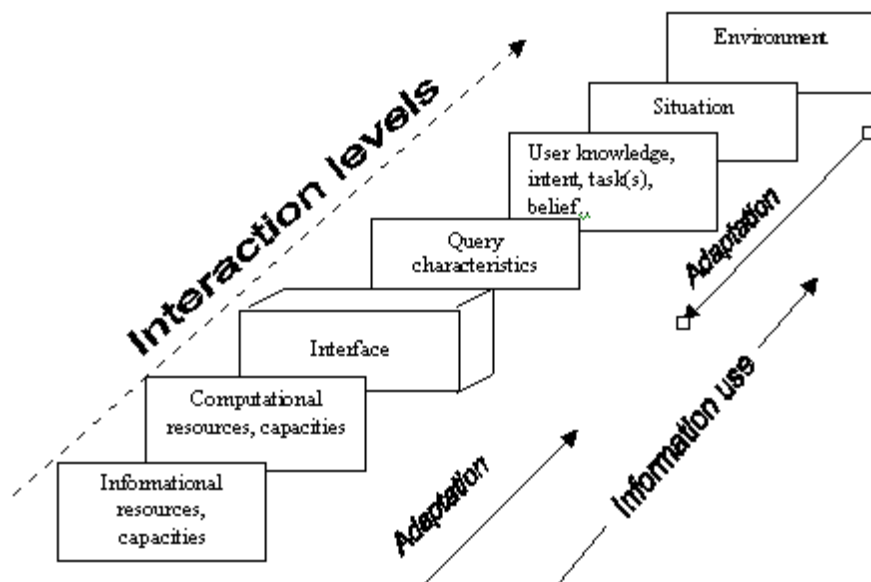 Environment
Situation
User knowledge,
intent, task(s),
belief,,
Query
characteristics
Interface
Computational
resources, capacities
Informational
resources,
capacities
Interaction levels
Adaptation
Adaptation
Information use